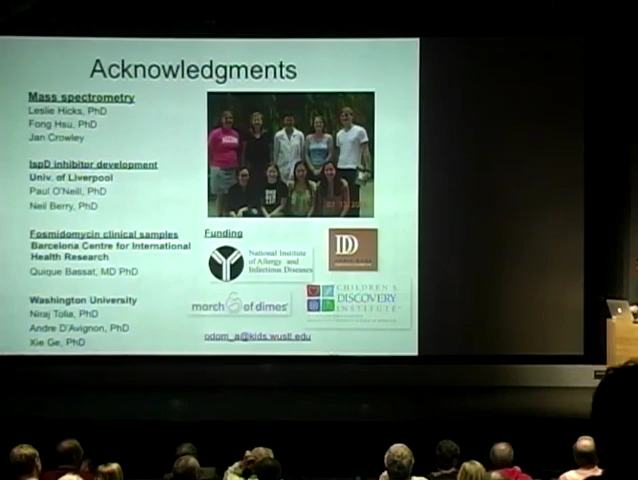 Acknowledgments
Mass spectrometry
Leslie Hicks, PhD
Fong Hsu, PhD
Jan Crowley
IspD inhibitor development
Univ. of Liverpool
Paul O'Neill, PhD
Neil Berry, PhD
Fosmidomycin clinical samples
Barcelona Centre for International
Health Research
Quique Bassat, MD PhD
Washington University
Niraj Tolia, PhD
Andre D'Avignon, PhD
Xie Ge, PhD
Funding
National Institute
of Allergy and
Infectious Diseases
DD
march of dimes
CHILDREN'S
DISCOVERY
INSTITUTE
odom_a@kids.wustl.edu